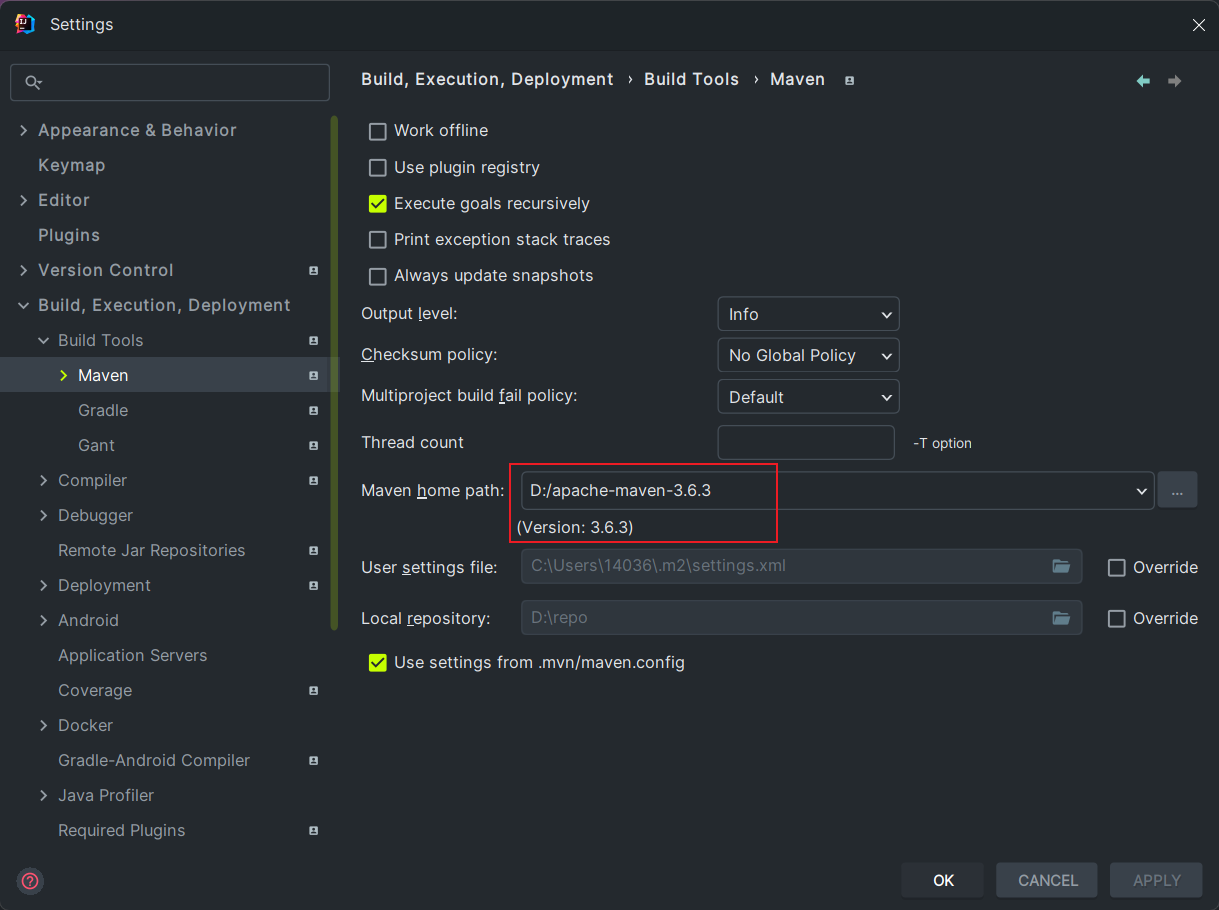 Settings
Build, Execution, Deployment › Build Tools › Maven
Appearance & Behavior
Keymap
Editor
Plugins
Version Control
Build, Execution, Deployment
Build Tools
Maven
Gradle
Gant
Compiler
Debugger
Remote Jar Repositories
Deployment
Android
Application Servers
Coverage
Docker
Gradle-Android Compiler
Java Profiler
Required Plugins
Work offline
Use plugin registry
Execute goals recursively
Print exception stack traces
Always update snapshots
Output level: Info
Checksum policy: No Global Policy
Multiproject build fail policy: Default
Thread count -T option
Maven home path: D:/apache-maven-3.6.3 ...
(Version: 3.6.3)
User settings file: C:\Users\14036\.m2\settings.xml Override
Local repository: D:\repo Override
Use settings from .mvn/maven.config
? OK CANCEL APPLY